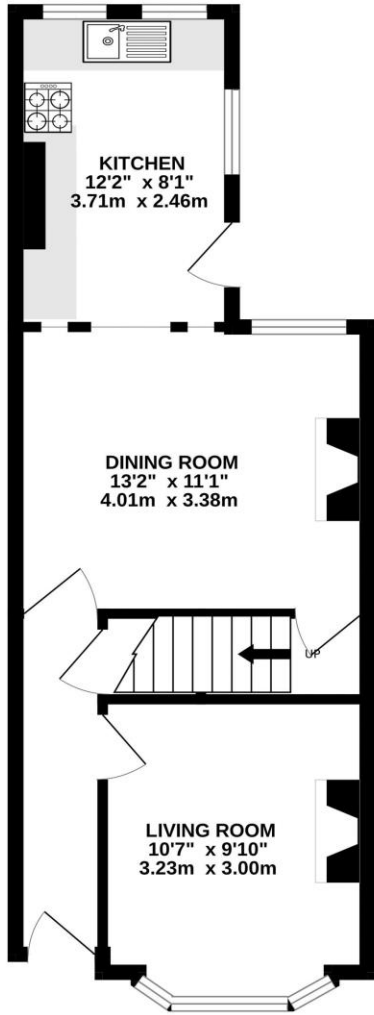 KITCHEN
12'2" x 8'1"
3.71m x 2.46m
DINING ROOM
13'2" x 11'1"
4.01m x 3.38m
UP
LIVING ROOM
10'7" x 9'10"
3.23m x 3.00m